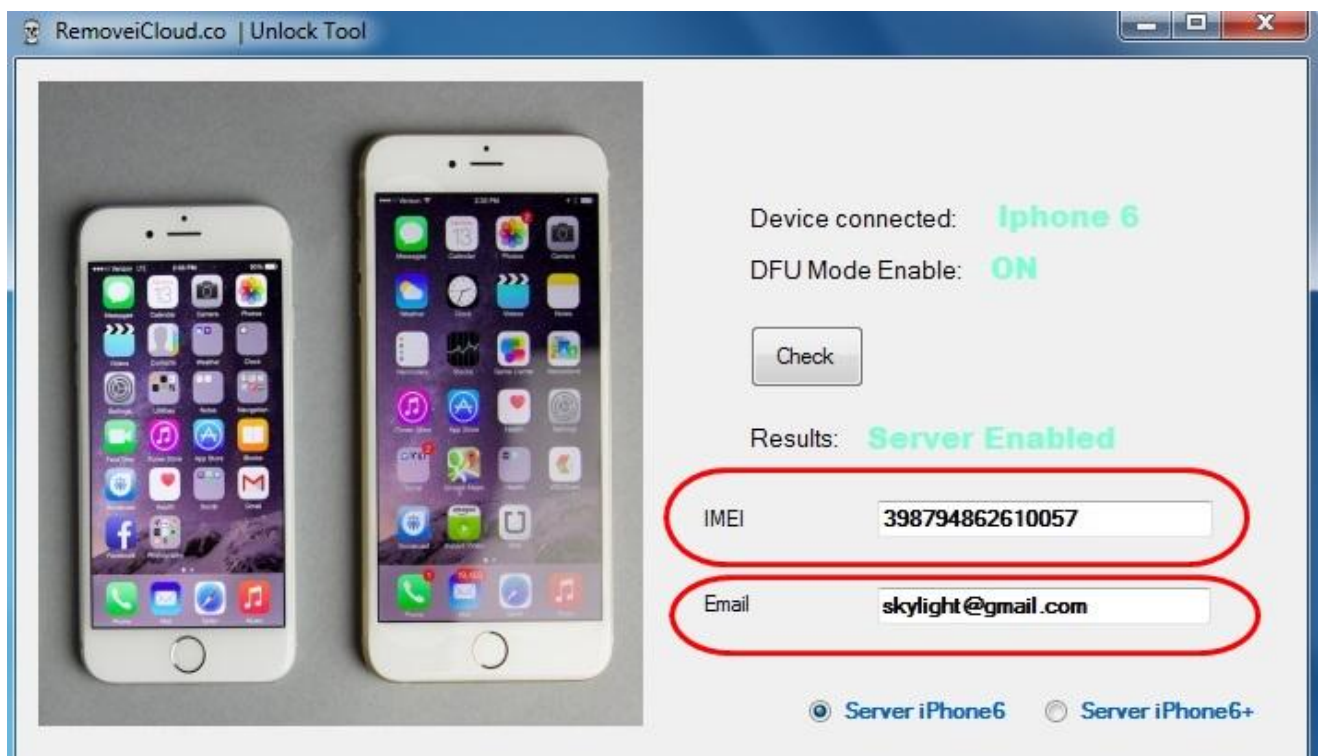 RemoveiCloud.co | Unlock Tool
Device connected: Iphone 6
DFU Mode Enable: ON
Check
Results: Server Enabled
IMEI 398794862610057
Email skylight@gmail.com
Server iPhone6 Server iPhone6+